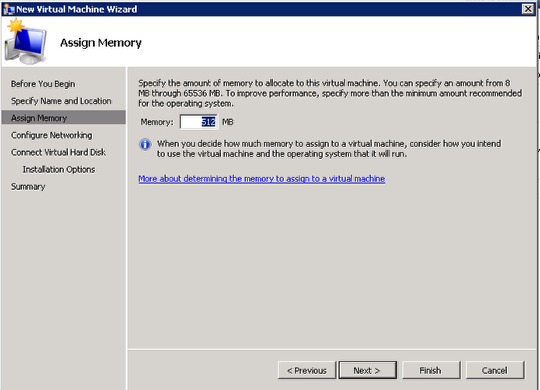 New Virtual Machine Wizard
Assign Memory
Before You Begin
Specify Name and Location
Assign Memory
Configure Networking
Connect Virtual Hard Disk
Installation Options
Summary
Specify the amount of memory to allocate to this virtual machine. You can specify an amount from 8
MB through 65536 MB. To improve performance, specify more than the minimum amount recommended
for the operating system.
Memory: 512 MB
When you decide how much memory to assign to a virtual machine, consider how you intend
to use the virtual machine and the operating system that it will run.
More about determining the memory to assign to a virtual machine
< Previous Next > Finish Cancel